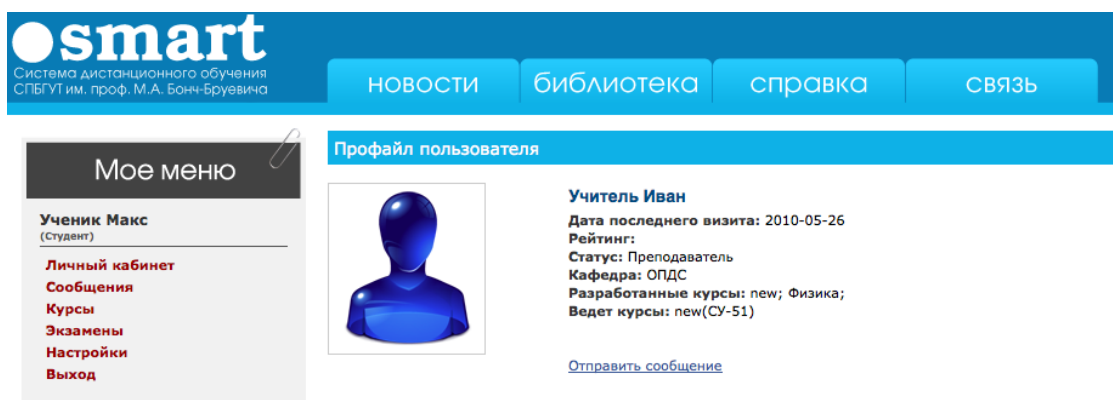 smart
Система дистанционного обучения
СПБГУТ им. проф. М.А. Бонч-Бруевича
новости
библиотека
справка
связь
Мое меню
Ученик Макс
(Студент)
Личный кабинет
Сообщения
Курсы
Экзамены
Настройки
Выход
Профайл пользователя
Учитель Иван
Дата последнего визита: 2010-05-26
Рейтинг:
Статус: Преподаватель
Кафедра: ОПДС
Разработанные курсы: new; Физика;
Ведет курсы: new(СУ-51)
Отправить сообщение